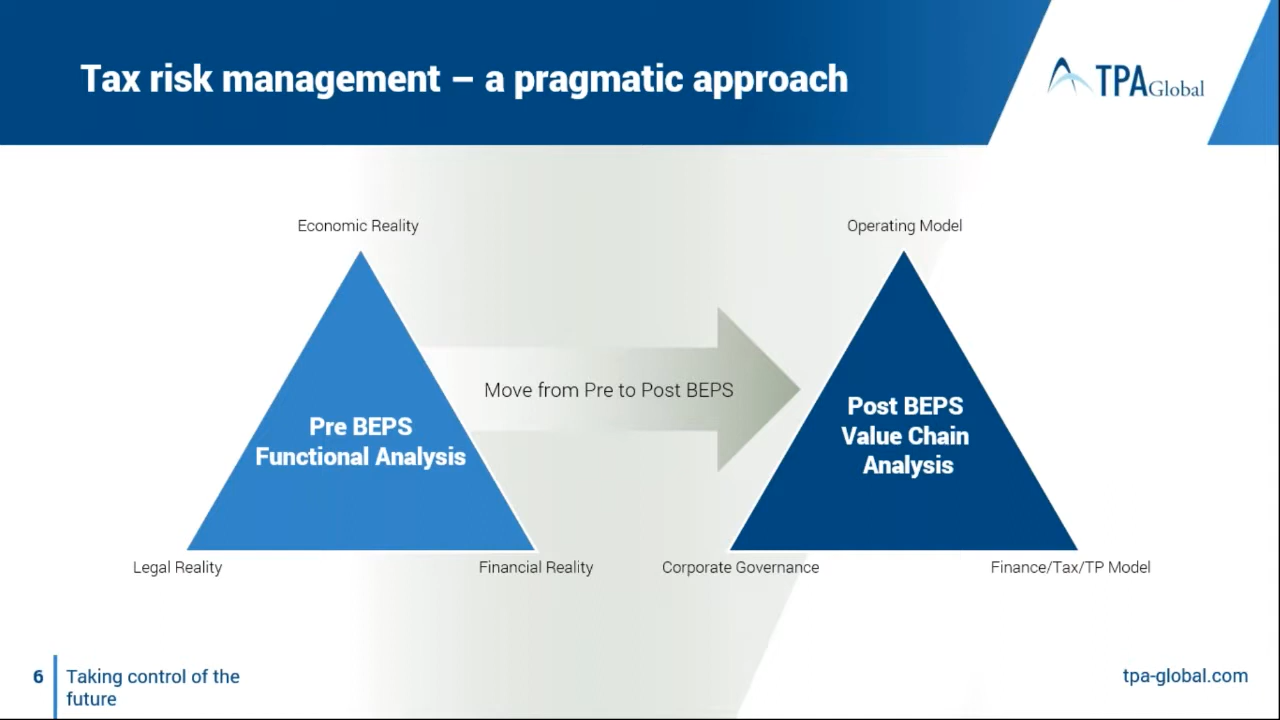 Tax risk management – a pragmatic approach
TPA Global
Economic Reality
Operating Model
Move from Pre to Post BEPS
Pre BEPS
Functional Analysis
Post BEPS
Value Chain
Analysis
Legal Reality
Financial Reality
Corporate Governance
Finance/Tax/TP Model
6
Taking control of the
future
tpa-global.com